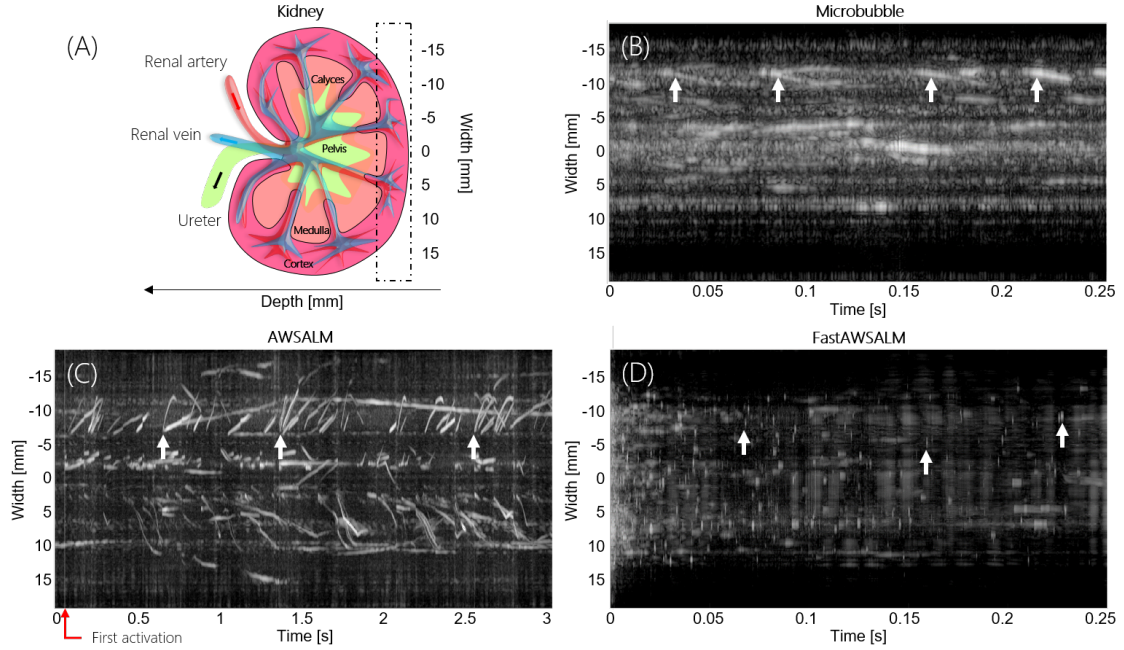 Kidney
(A)
Renal artery
Renal vein
Ureter
Calyces
Pelvis
Medulla
Cortex
-15
-10
-5
0
5
10
15
Width [mm]
Depth [mm]
Microbubble
(B)
-15
-10
-5
0
5
10
15
Width [mm]
0 0.05 0.1 0.15 0.2 0.25
Time [s]
AWSALM
(C)
-15
-10
-5
0
5
10
15
Width [mm]
0 0.5 1 1.5 2 2.5 3
Time [s]
First activation
FastAWSALM
(D)
-15
-10
-5
0
5
10
15
Width [mm]
0 0.05 0.1 0.15 0.2 0.25
Time [s]